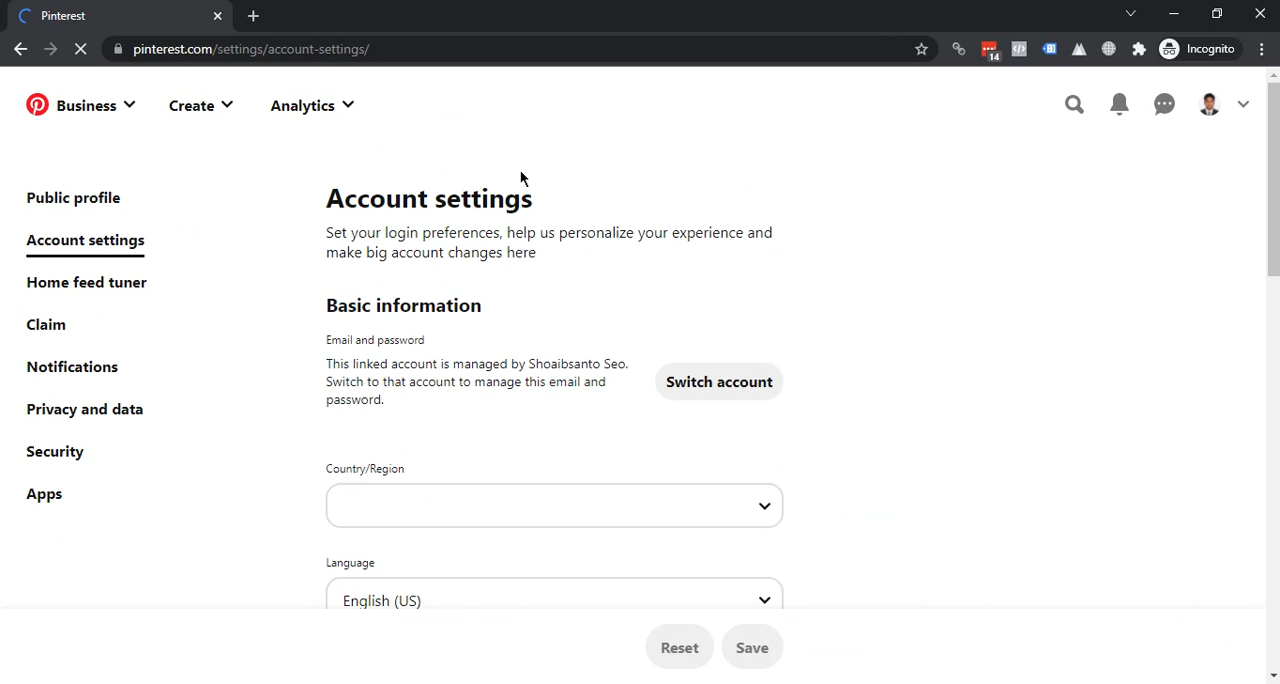 Pinterest
pinterest.com/settings/account-settings/
14
Incognito
Business
Create
Analytics
Public profile
Account settings
Home feed tuner
Claim
Notifications
Privacy and data
Security
Apps
Account settings
Set your login preferences, help us personalize your experience and
make big account changes here
Basic information
Email and password
This linked account is managed by Shoaibsanto Seo.
Switch to that account to manage this email and
password.
Switch account
Country/Region
Language
English (US)
Reset
Save